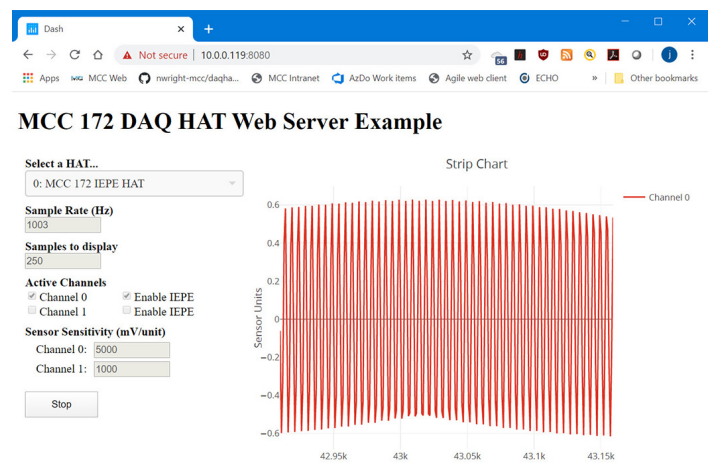 Dash
Not secure | 10.0.0.119:8080
56
j
Apps MCC Web nwright-mcc/daqha... MCC Intranet AzDo Work items Agile web client ECHO » Other bookmarks
MCC 172 DAQ HAT Web Server Example
Select a HAT...
0: MCC 172 IEPE HAT
Sample Rate (Hz)
1003
Samples to display
250
Active Channels
Channel 0 Enable IEPE
Channel 1 Enable IEPE
Sensor Sensitivity (mV/unit)
Channel 0: 5000
Channel 1: 1000
Stop
Strip Chart
Channel 0
Sensor Units
0.6
0.4
0.2
0
−0.2
−0.4
−0.6
42.95k 43k 43.05k 43.1k 43.15k